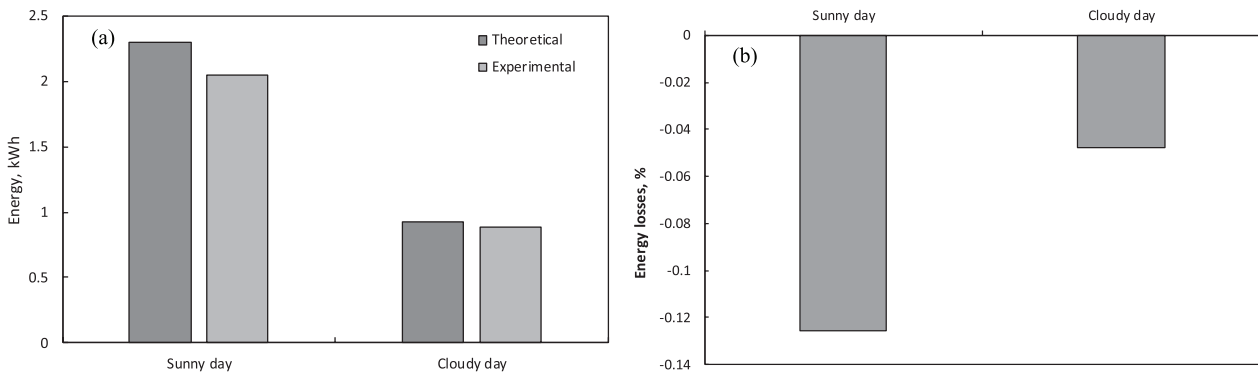 (a)
Theoretical
Experimental
Energy, kWh
2.5
2
1.5
1
0.5
0
Sunny day
Cloudy day
Sunny day
Cloudy day
(b)
Energy losses, %
0
-0.02
-0.04
-0.06
-0.08
-0.1
-0.12
-0.14